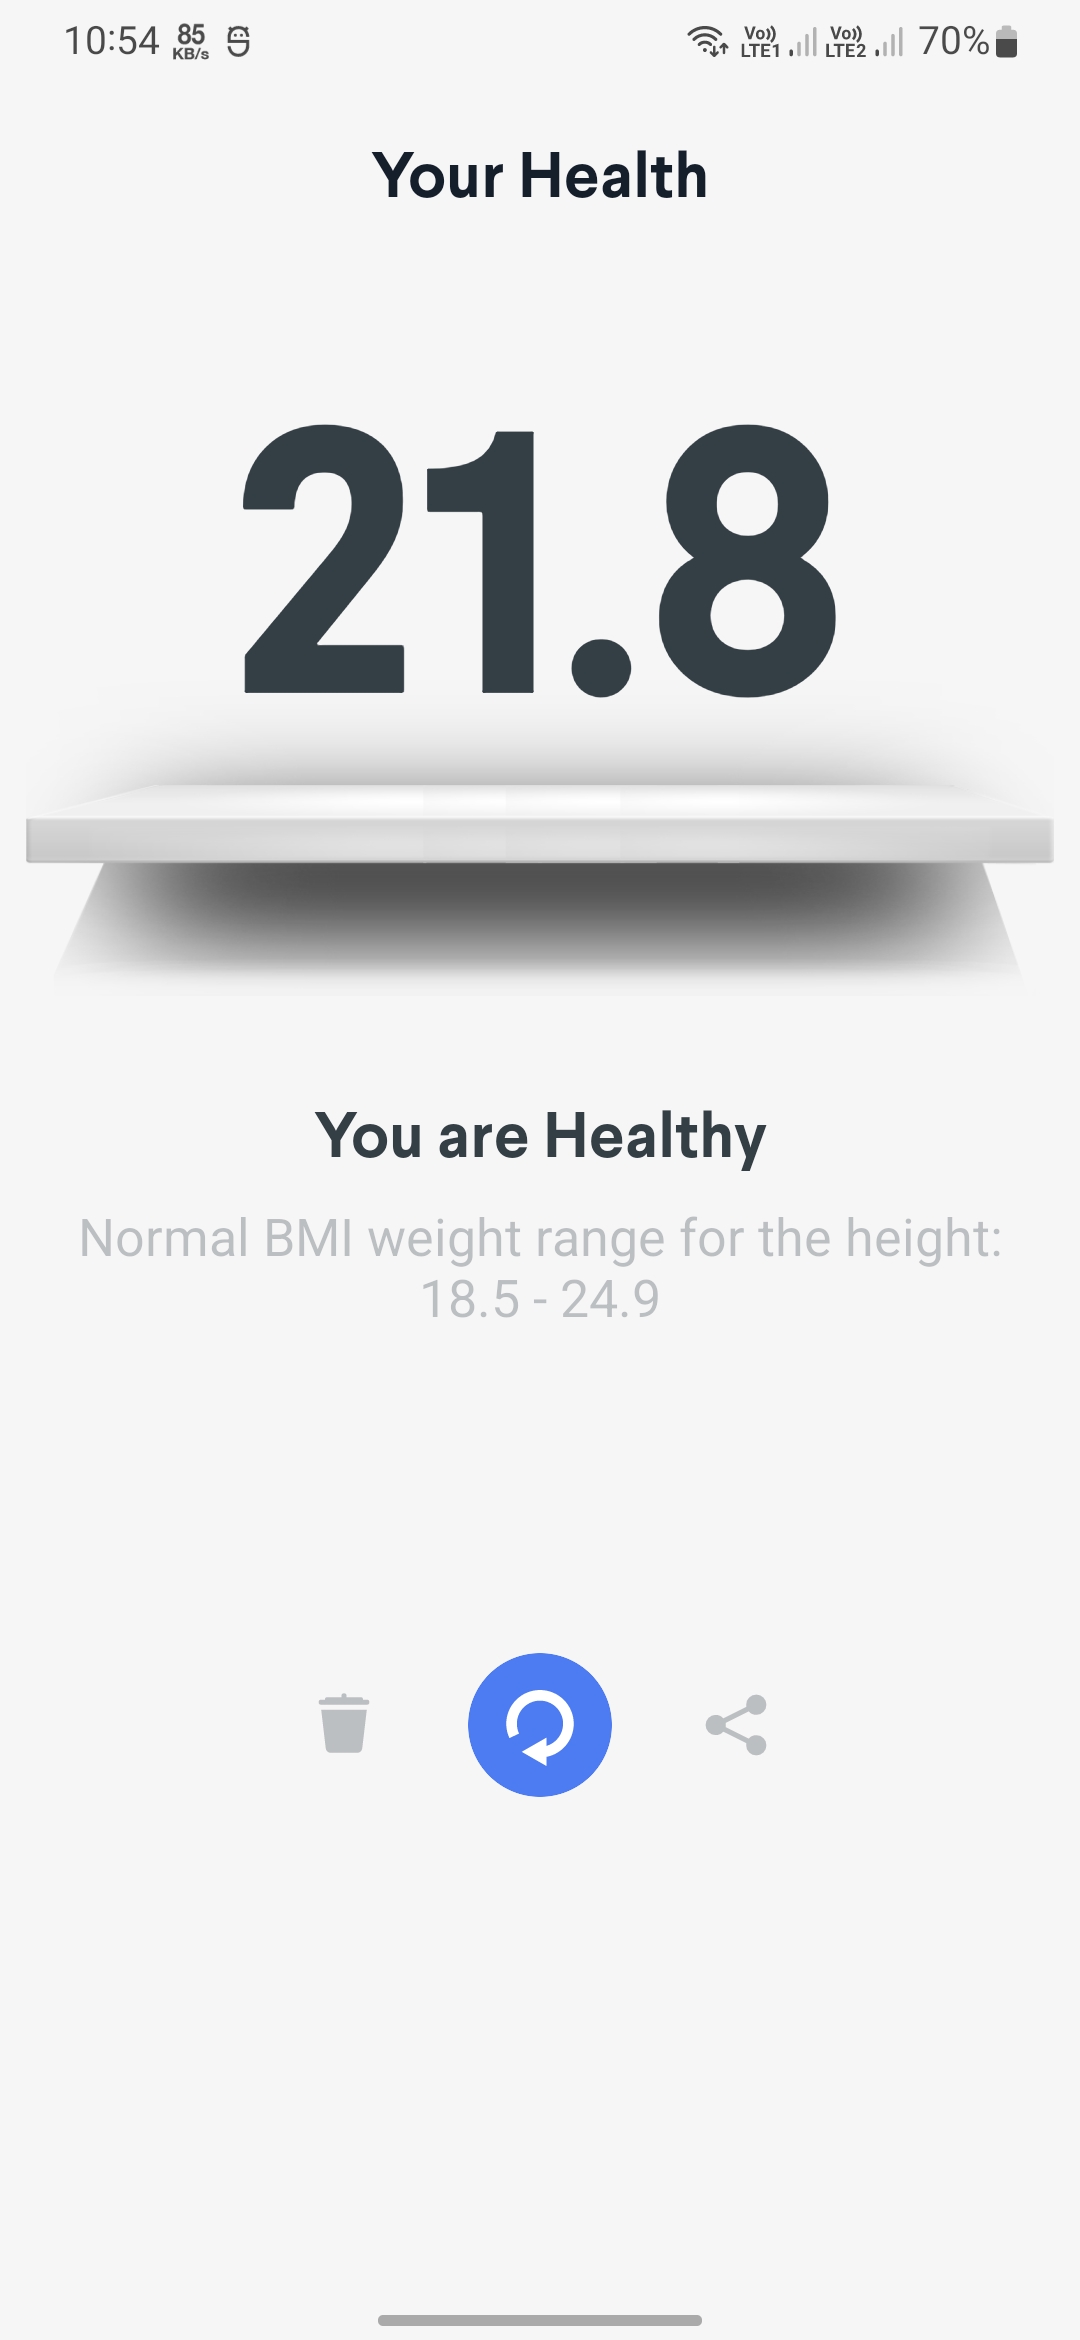 10:54 85 KB/s Vo)) LTE1 Vo)) LTE2 70%
Your Health
21.8
You are Healthy
Normal BMI weight range for the height:
18.5 - 24.9